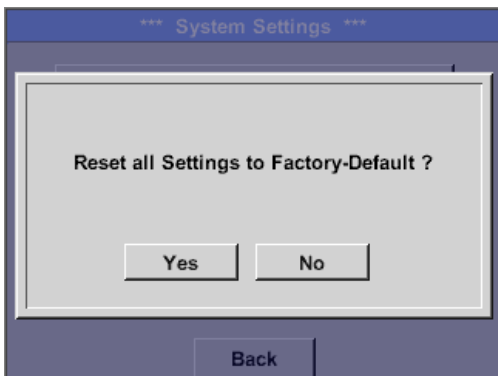 *** System Settings ***
Reset all Settings to Factory-Default ?
Yes No
Back